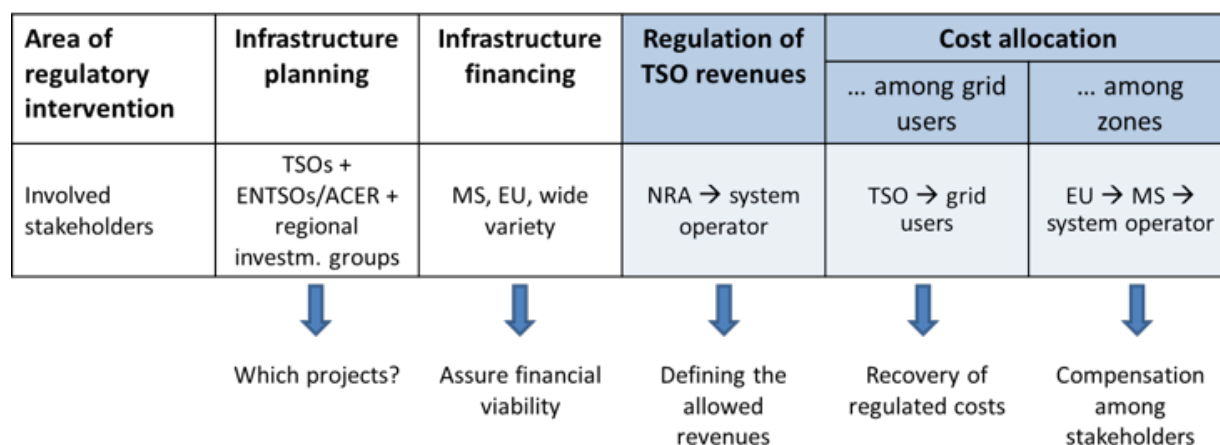 Area of
regulatory
intervention
Infrastructure
planning
Infrastructure
financing
Regulation of
TSO revenues
Cost allocation
... among grid
users
... among
zones
Involved
stakeholders
TSOs +
ENTSOs/ACER +
regional
investm. groups
MS, EU, wide
variety
NRA → system
operator
TSO → grid
users
EU → MS →
system operator
Which projects?
Assure financial
viability
Defining the
allowed
revenues
Recovery of
regulated costs
Compensation
among
stakeholders